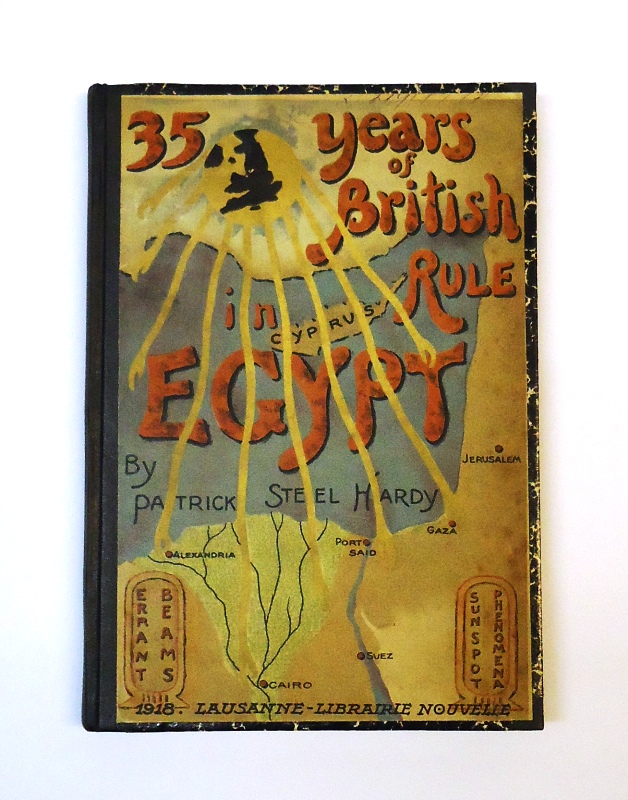 35 years
of
British
RULE
in
CYPRUS
EGYPT
By
PATRICK STEEL HARDY
JERUSALEM
GAZA
PORT
SAID
ALEXANDRIA
SUEZ
CAIRO
ERRANT
BEAMS
SUNSPOT
PHENOMENA
1918. LAUSANNE-LIBRAIRIE NOUVELLE